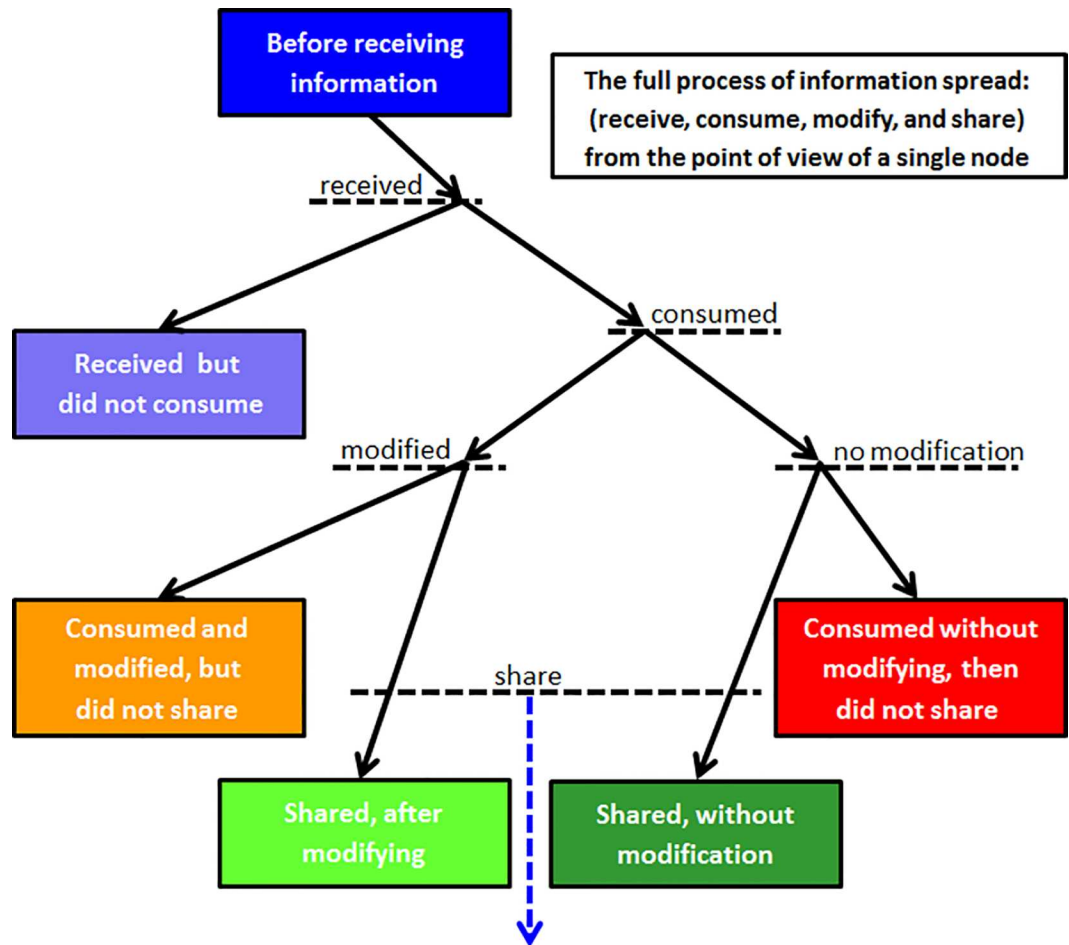 Before receiving
information
The full process of information spread:
(receive, consume, modify, and share)
from the point of view of a single node
received
consumed
Received but
did not consume
modified
no modification
Consumed and
modified, but
did not share
Consumed without
modifying, then
did not share
share
Shared, after
modifying
Shared, without
modification